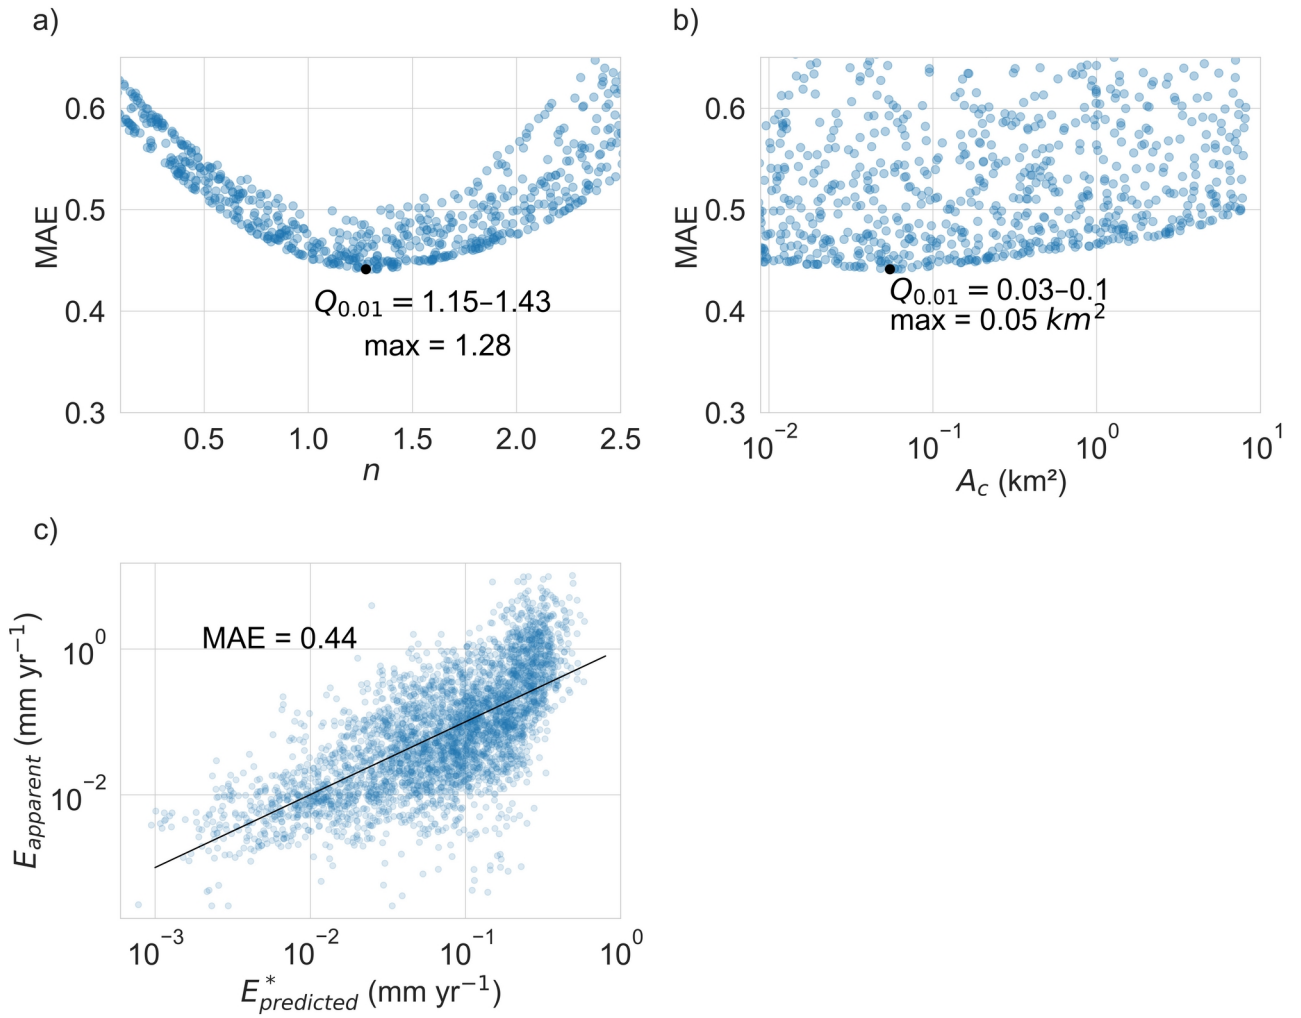 a)
0.6
0.5
0.4
0.3
MAE
Q0.01 = 1.15–1.43
max = 1.28
0.5 1.0 1.5 2.0 2.5
n
b)
0.6
0.5
0.4
0.3
MAE
Q0.01 = 0.03–0.1
max = 0.05 km²
10⁻² 10⁻¹ 10⁰ 10¹
Ac (km²)
c)
MAE = 0.44
10⁰
10⁻²
Eapparent (mm yr⁻¹)
10⁻³ 10⁻² 10⁻¹ 10⁰
E*predicted (mm yr⁻¹)